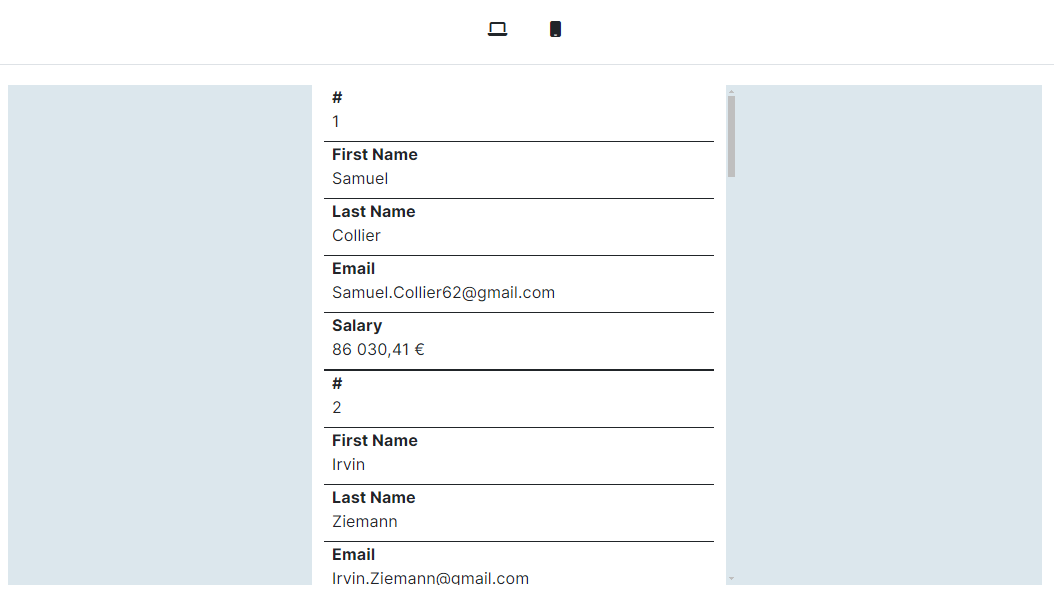 #
1
First Name
Samuel
Last Name
Collier
Email
Samuel.Collier62@gmail.com
Salary
86 030,41 €
#
2
First Name
Irvin
Last Name
Ziemann
Email
Irvin.Ziemann@gmail.com